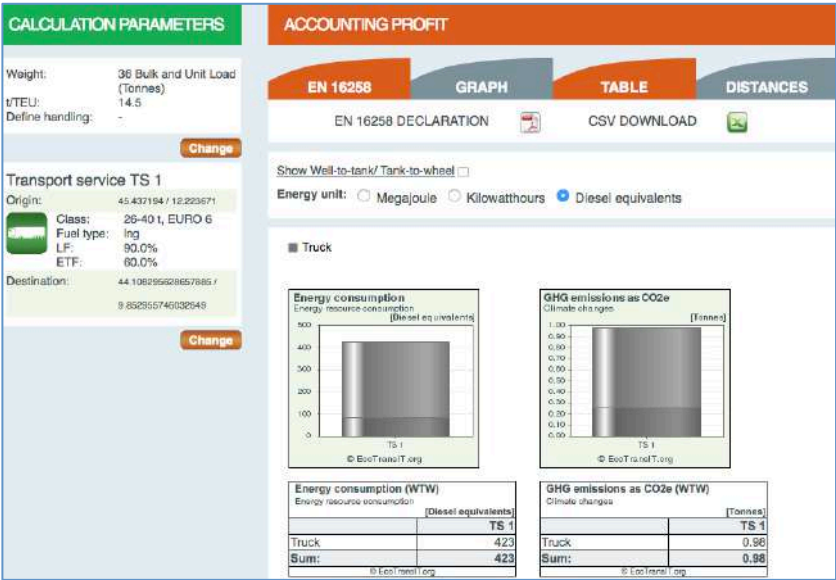 CALCULATION PARAMETERS
Weight: 36 Bulk and Unit Load
(Tonnes)
t/TEU: 14.5
Define handling: -
Change
Transport service TS 1
Origin: 45.437194 / 12.223671
Class: 26-40 t, EURO 6
Fuel type: lng
LF: 90.0%
ETF: 60.0%
Destination: 44.108295628657885 /
9.852955746032649
Change
ACCOUNTING PROFIT
EN 16258 GRAPH TABLE DISTANCES
EN 16258 DECLARATION CSV DOWNLOAD
Show Well-to-tank/ Tank-to-wheel
Energy unit: Megajoule Kilowatthours Diesel equivalents
Truck
Energy consumption
Energy resource consumption
[Diesel equivalents]
500
400
300
200
100
0
TS 1
© EcoTransIT.org
GHG emissions as CO2e
Climate changes
[Tonnes]
1.00
0.90
0.80
0.70
0.60
0.50
0.40
0.30
0.20
0.10
0.00
TS 1
© EcoTransIT.org
Energy consumption (WTW)
Energy resource consumption
[Diesel equivalents]
TS 1
Truck 423
Sum: 423
© EcoTransIT.org
GHG emissions as CO2e (WTW)
Climate changes
[Tonnes]
TS 1
Truck 0.98
Sum: 0.98
© EcoTransIT.org